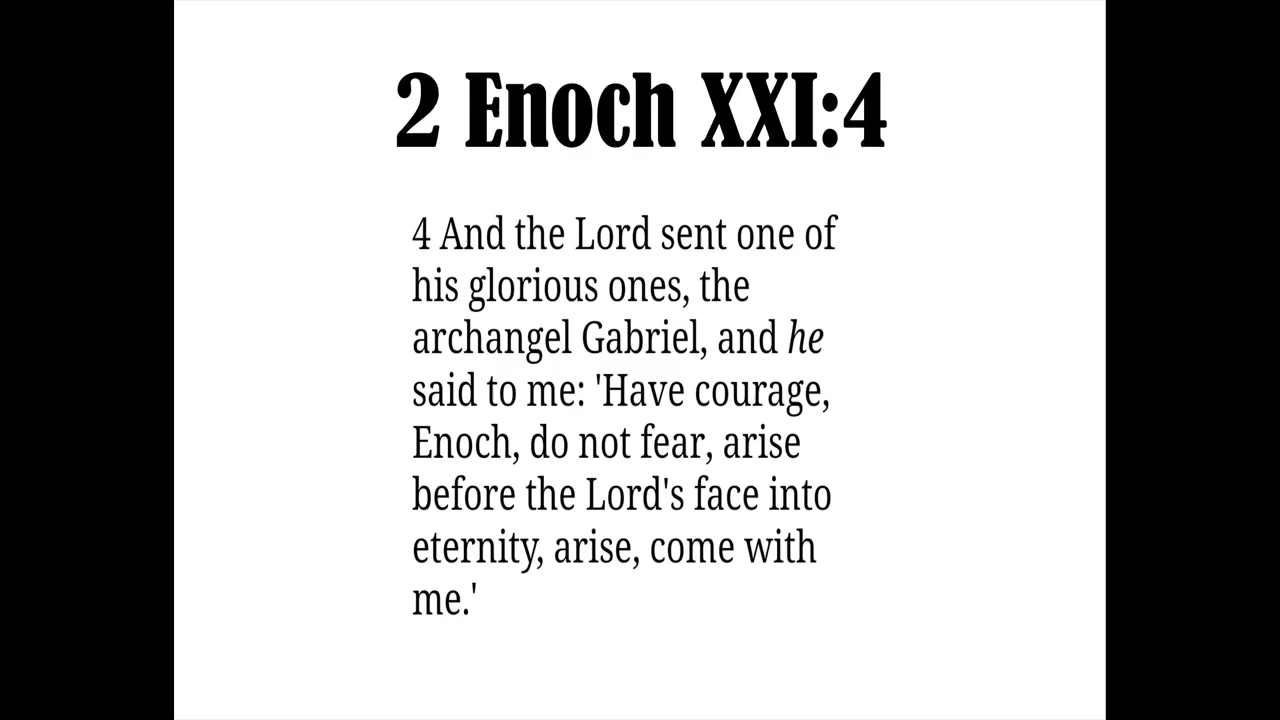 2 Enoch XXI:4
4 And the Lord sent one of
his glorious ones, the
archangel Gabriel, and he
said to me: 'Have courage,
Enoch, do not fear, arise
before the Lord's face into
eternity, arise, come with
me.'